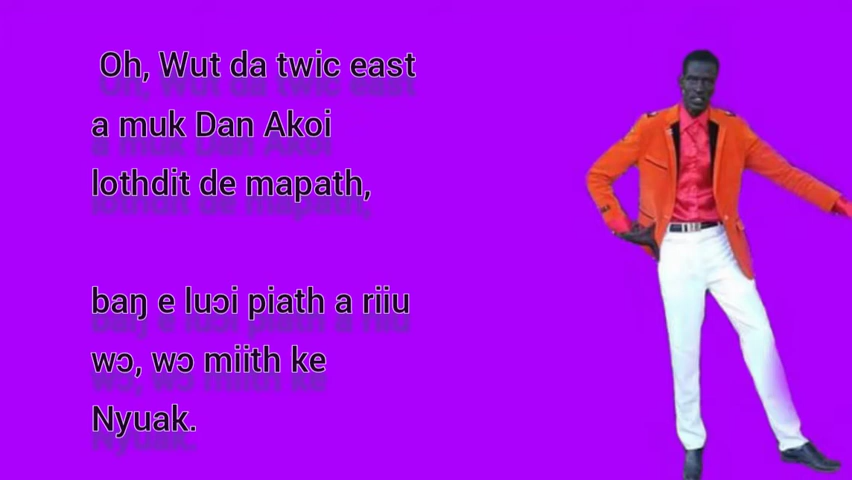 Oh, Wut da twic east
a muk Dan Akoi
lothdit de mapath,
baŋ e luɔi piath a riiu
wɔ, wɔ miith ke
Nyuak.